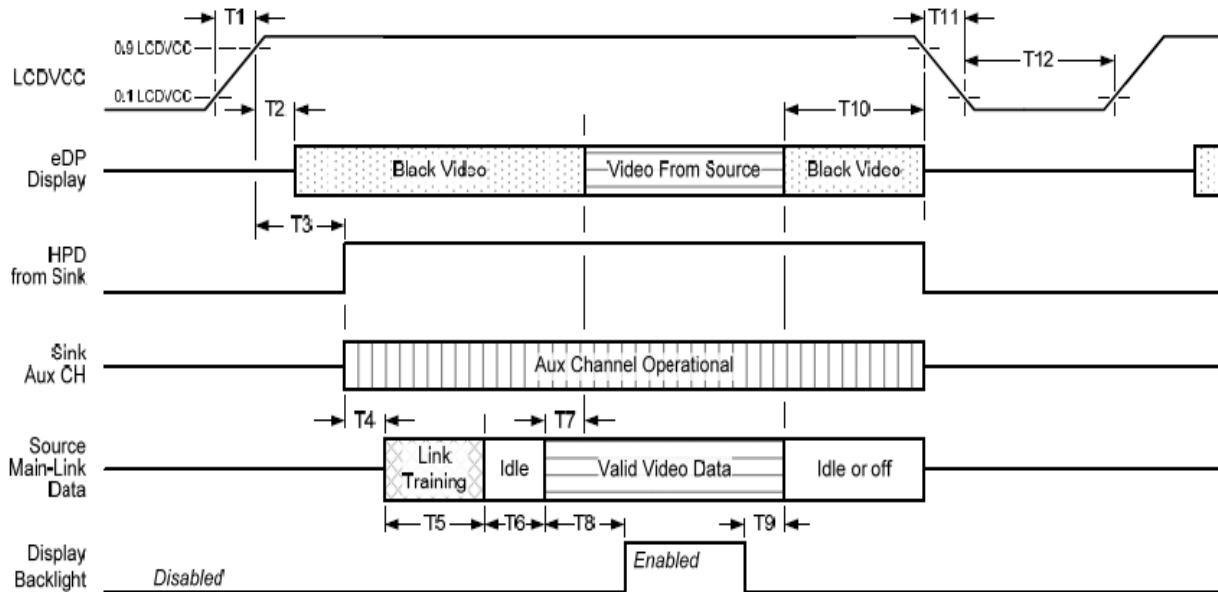 T1
T11
0.9 LCDVCC
LCDVCC
T12
0.1 LCDVCC
T2
T10
eDP
Display
Black Video
Video From Source
Black Video
T3
HPD
from Sink
Sink
Aux CH
Aux Channel Operational
T4
T7
Source
Main-Link
Data
Link
Training
Idle
Valid Video Data
Idle or off
T5
T6
T8
T9
Display
Backlight
Disabled
Enabled